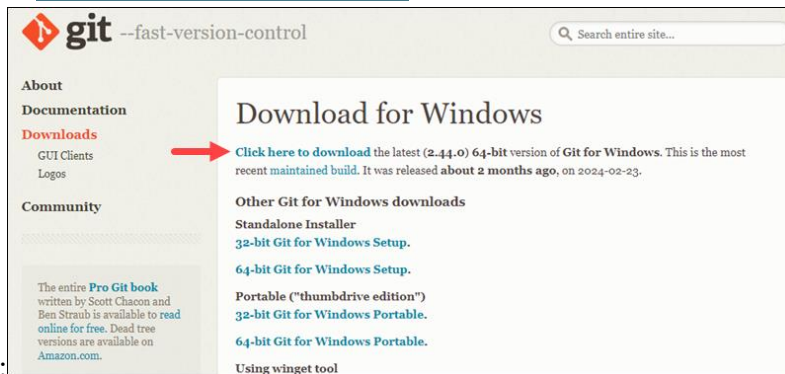 git --fast-version-control
Search entire site...
About
Documentation
Downloads
GUI Clients
Logos
Community
The entire Pro Git book
written by Scott Chacon and
Ben Straub is available to read
online for free. Dead tree
versions are available on
Amazon.com.
Download for Windows
Click here to download the latest (2.44.0) 64-bit version of Git for Windows. This is the most
recent maintained build. It was released about 2 months ago, on 2024-02-23.
Other Git for Windows downloads
Standalone Installer
32-bit Git for Windows Setup.
64-bit Git for Windows Setup.
Portable ("thumbdrive edition")
32-bit Git for Windows Portable.
64-bit Git for Windows Portable.
Using winget tool